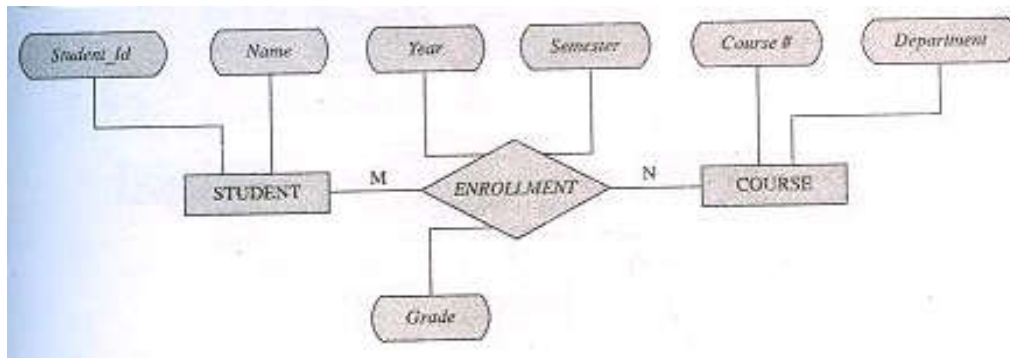 Student_Id
Name
Year
Semester
Course #
Department
STUDENT
M
ENROLLMENT
N
COURSE
Grade